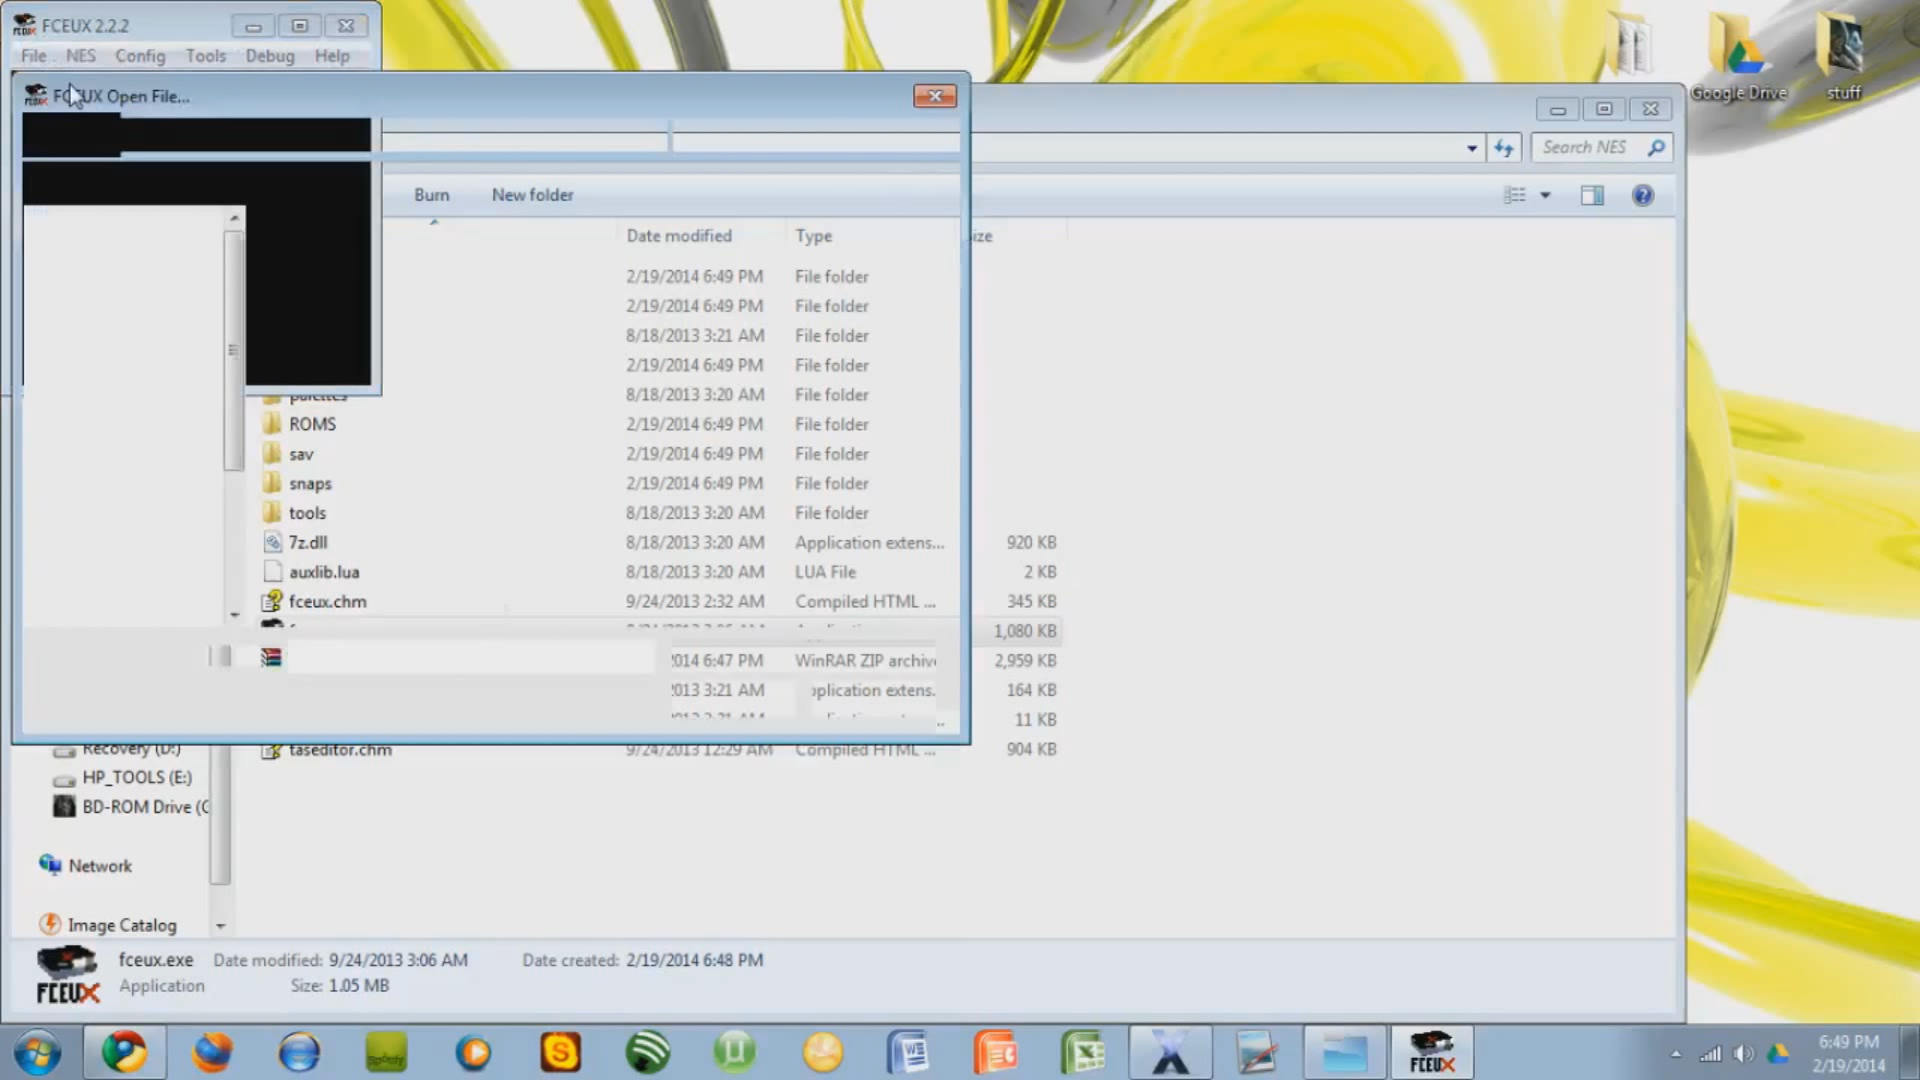 FCEUX 2.2.2
File NES Config Tools Debug Help
FCEUX Open File...
Google Drive
stuff
Search NES
Burn New folder
Date modified Type ize
2/19/2014 6:49 PM File folder
2/19/2014 6:49 PM File folder
8/18/2013 3:21 AM File folder
2/19/2014 6:49 PM File folder
palettes 8/18/2013 3:20 AM File folder
ROMS 2/19/2014 6:49 PM File folder
sav 2/19/2014 6:49 PM File folder
snaps 2/19/2014 6:49 PM File folder
tools 8/18/2013 3:20 AM File folder
7z.dll 8/18/2013 3:20 AM Application extens... 920 KB
auxlib.lua 8/18/2013 3:20 AM LUA File 2 KB
fceux.chm 9/24/2013 2:32 AM Compiled HTML ... 345 KB
1,080 KB
2014 6:47 PM WinRAR ZIP archive 2,959 KB
2013 3:21 AM pplication extens. 164 KB
11 KB
taseditor.chm 9/24/2013 12:29 AM Compiled HTML ... 904 KB
Recovery (D:)
HP_TOOLS (E:)
BD-ROM Drive (
Network
Image Catalog
fceux.exe Date modified: 9/24/2013 3:06 AM Date created: 2/19/2014 6:48 PM
Application Size: 1.05 MB
FCEUX
FCEUX
6:49 PM
2/19/2014